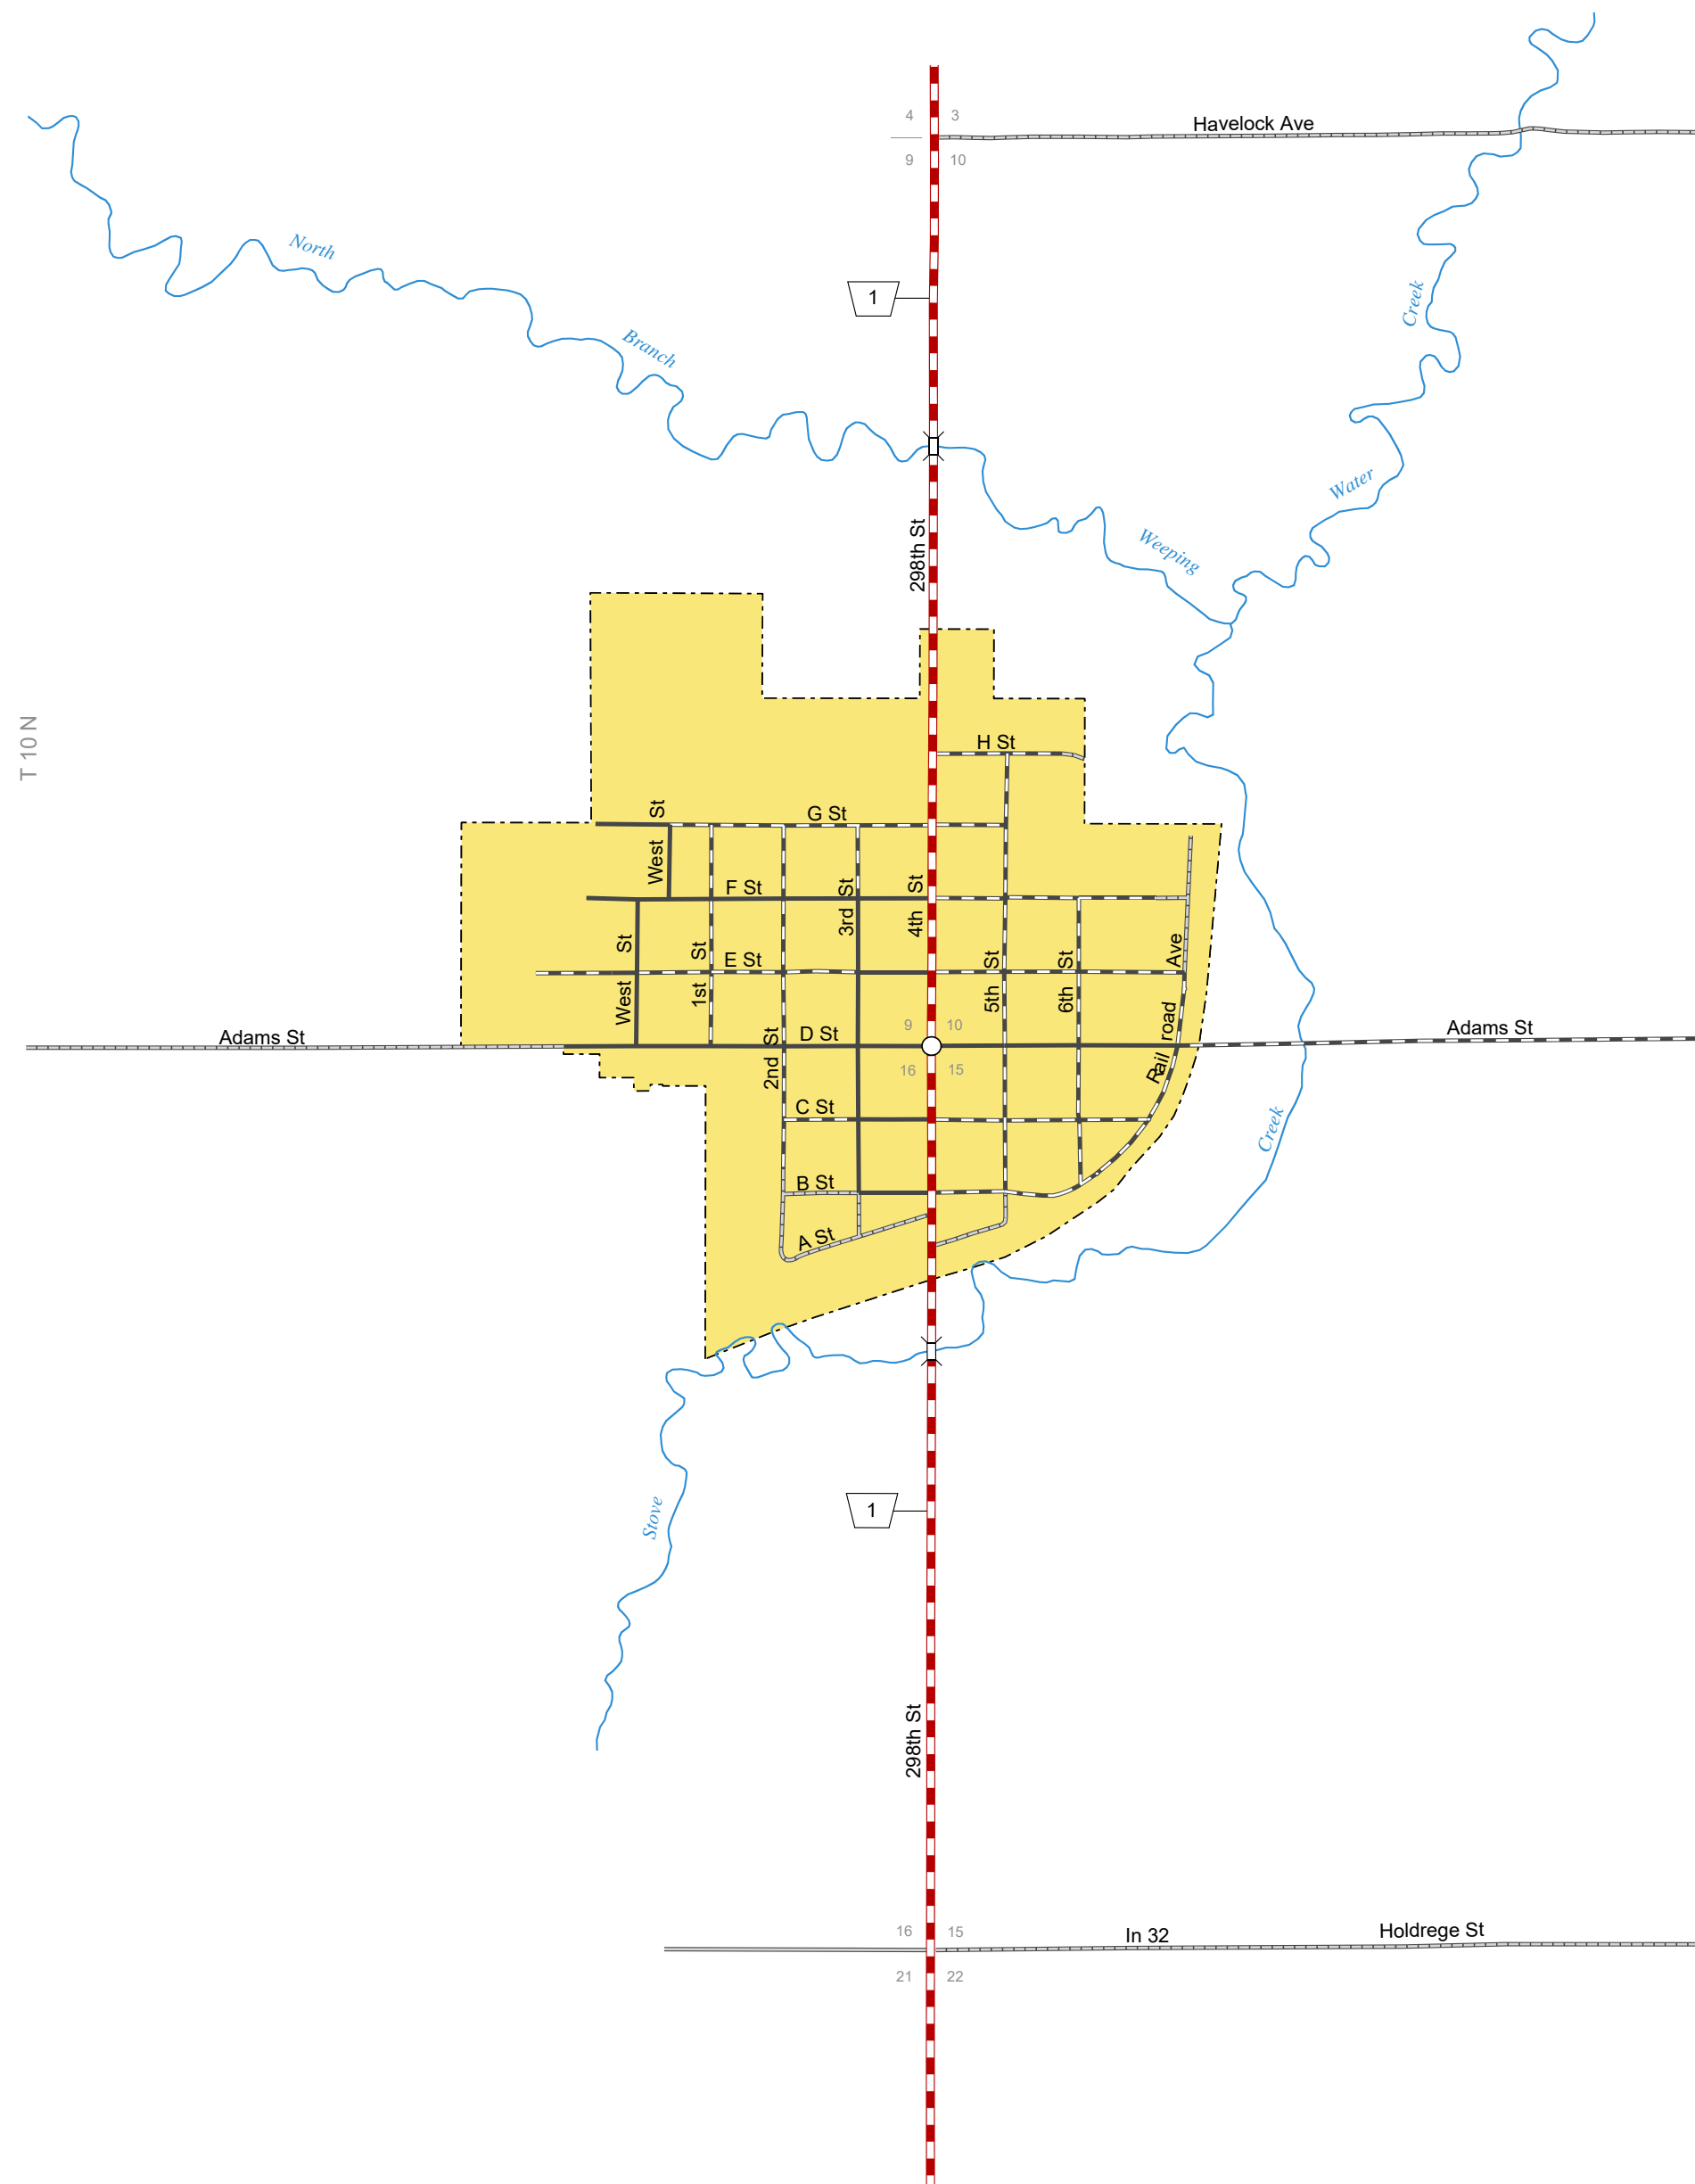 4 3
Havelock Ave
9 10
North
Creek
1
Branch
Water
298th St
Weeping
T 10 N
H St
West St
G St
F St
3rd St
4th St
West St
1st St
E St
5th St
6th St
Rail road Ave
9 10
Adams St
D St
Adams St
2nd St
16 15
C St
Creek
B St
A St
1
Stove
298th St
16 15
In 32
Holdrege St
21 22